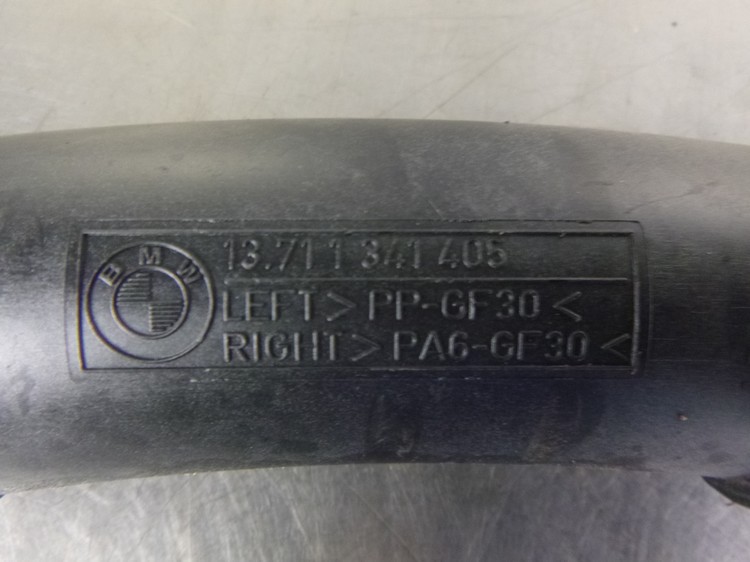 BMW
13.71 1 341 405
LEFT > PP-GF30 <
RIGHT > PA6-GF30 <